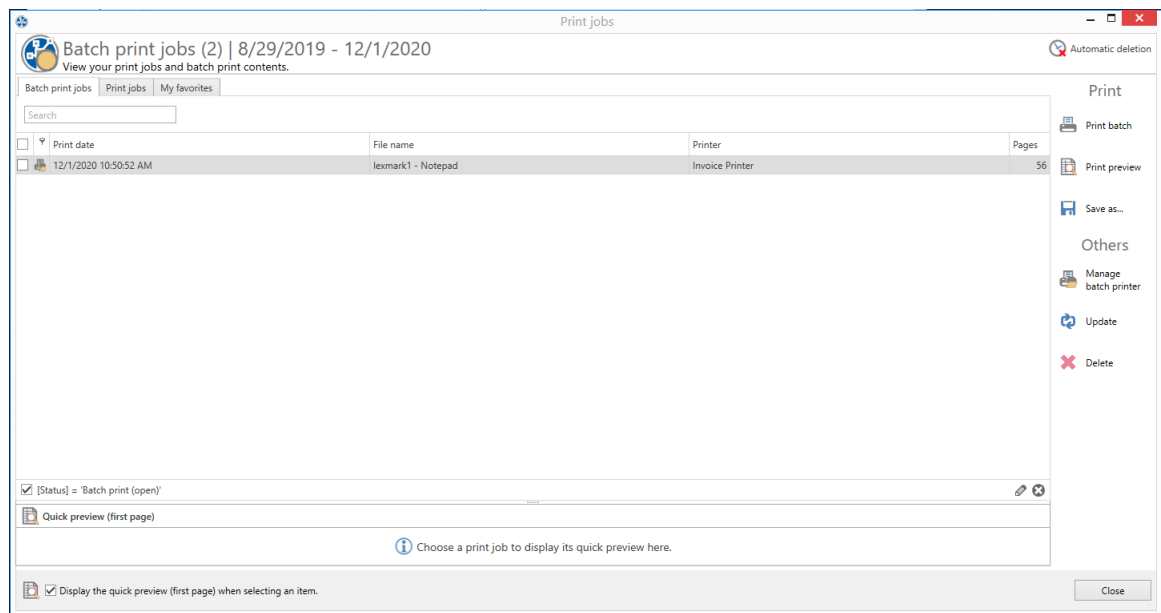 Print jobs
Batch print jobs (2) | 8/29/2019 - 12/1/2020
View your print jobs and batch print contents.
Automatic deletion
Batch print jobs Print jobs My favorites
Search
Print date File name Printer Pages
12/1/2020 10:50:52 AM lexmark1 - Notepad Invoice Printer 56
[Status] = 'Batch print (open)'
Quick preview (first page)
Choose a print job to display its quick preview here.
Display the quick preview (first page) when selecting an item.
Print
Print batch
Print preview
Save as...
Others
Manage
batch printer
Update
Delete
Close